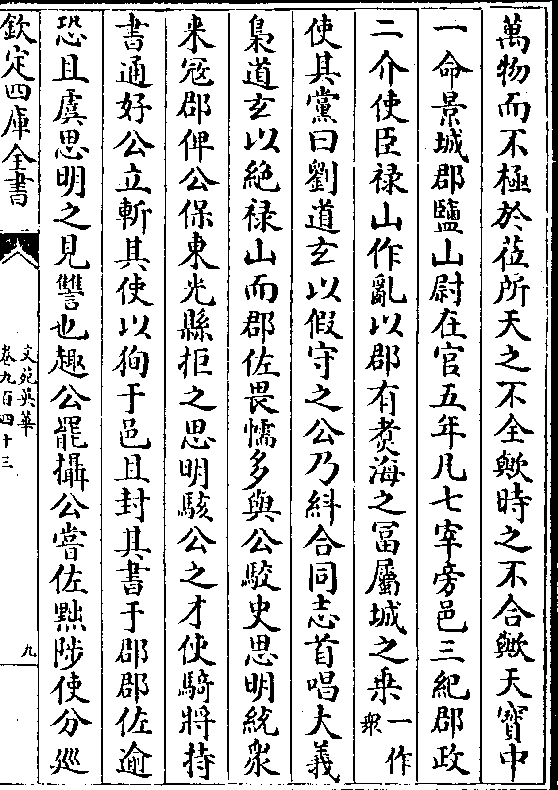 萬物而不極於莅所天之不全歟時之不合歟天寳中
一命景城郡鹽山尉在官五年凡七宰旁邑三紀郡政
二介使臣禄山作亂以郡有煮海之冨屬城之乗一作衆
使其黨曰劉道玄以假守之公乃糾合同志首唱大義
梟道玄以絶禄山而郡佐畏懦多與公駮史思明統衆
来冦郡俾公保東光縣拒之思明駭公之才使騎將持
書通好公立斬其使以狥于邑且封其書于郡郡佐逾
恐且虞思明之見讐也趣公罷攝公嘗佐黜陟使分廵
欽定四庫全書
文苑英華
卷九百四十三
九